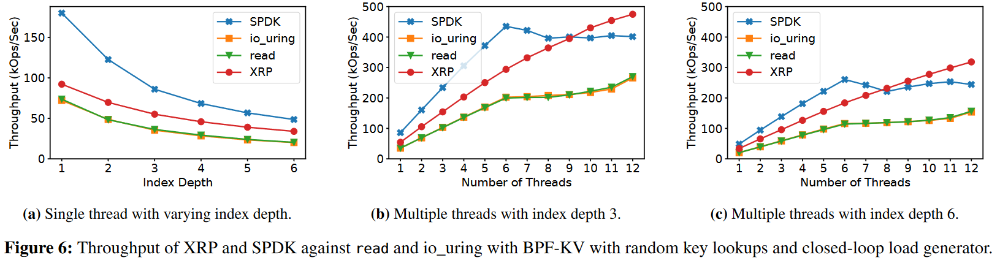 Throughput (kOps/Sec)
150
100
50
0
SPDK
io_uring
read
XRP
1 2 3 4 5 6
Index Depth
(a) Single thread with varying index depth.
Throughput (kOps/Sec)
500
400
300
200
100
0
SPDK
io_uring
read
XRP
1 2 3 4 5 6 7 8 9 10 11 12
Number of Threads
(b) Multiple threads with index depth 3.
Throughput (kOps/Sec)
500
400
300
200
100
0
SPDK
io_uring
read
XRP
1 2 3 4 5 6 7 8 9 10 11 12
Number of Threads
(c) Multiple threads with index depth 6.
Figure 6: Throughput of XRP and SPDK against read and io_uring with BPF-KV with random key lookups and closed-loop load generator.